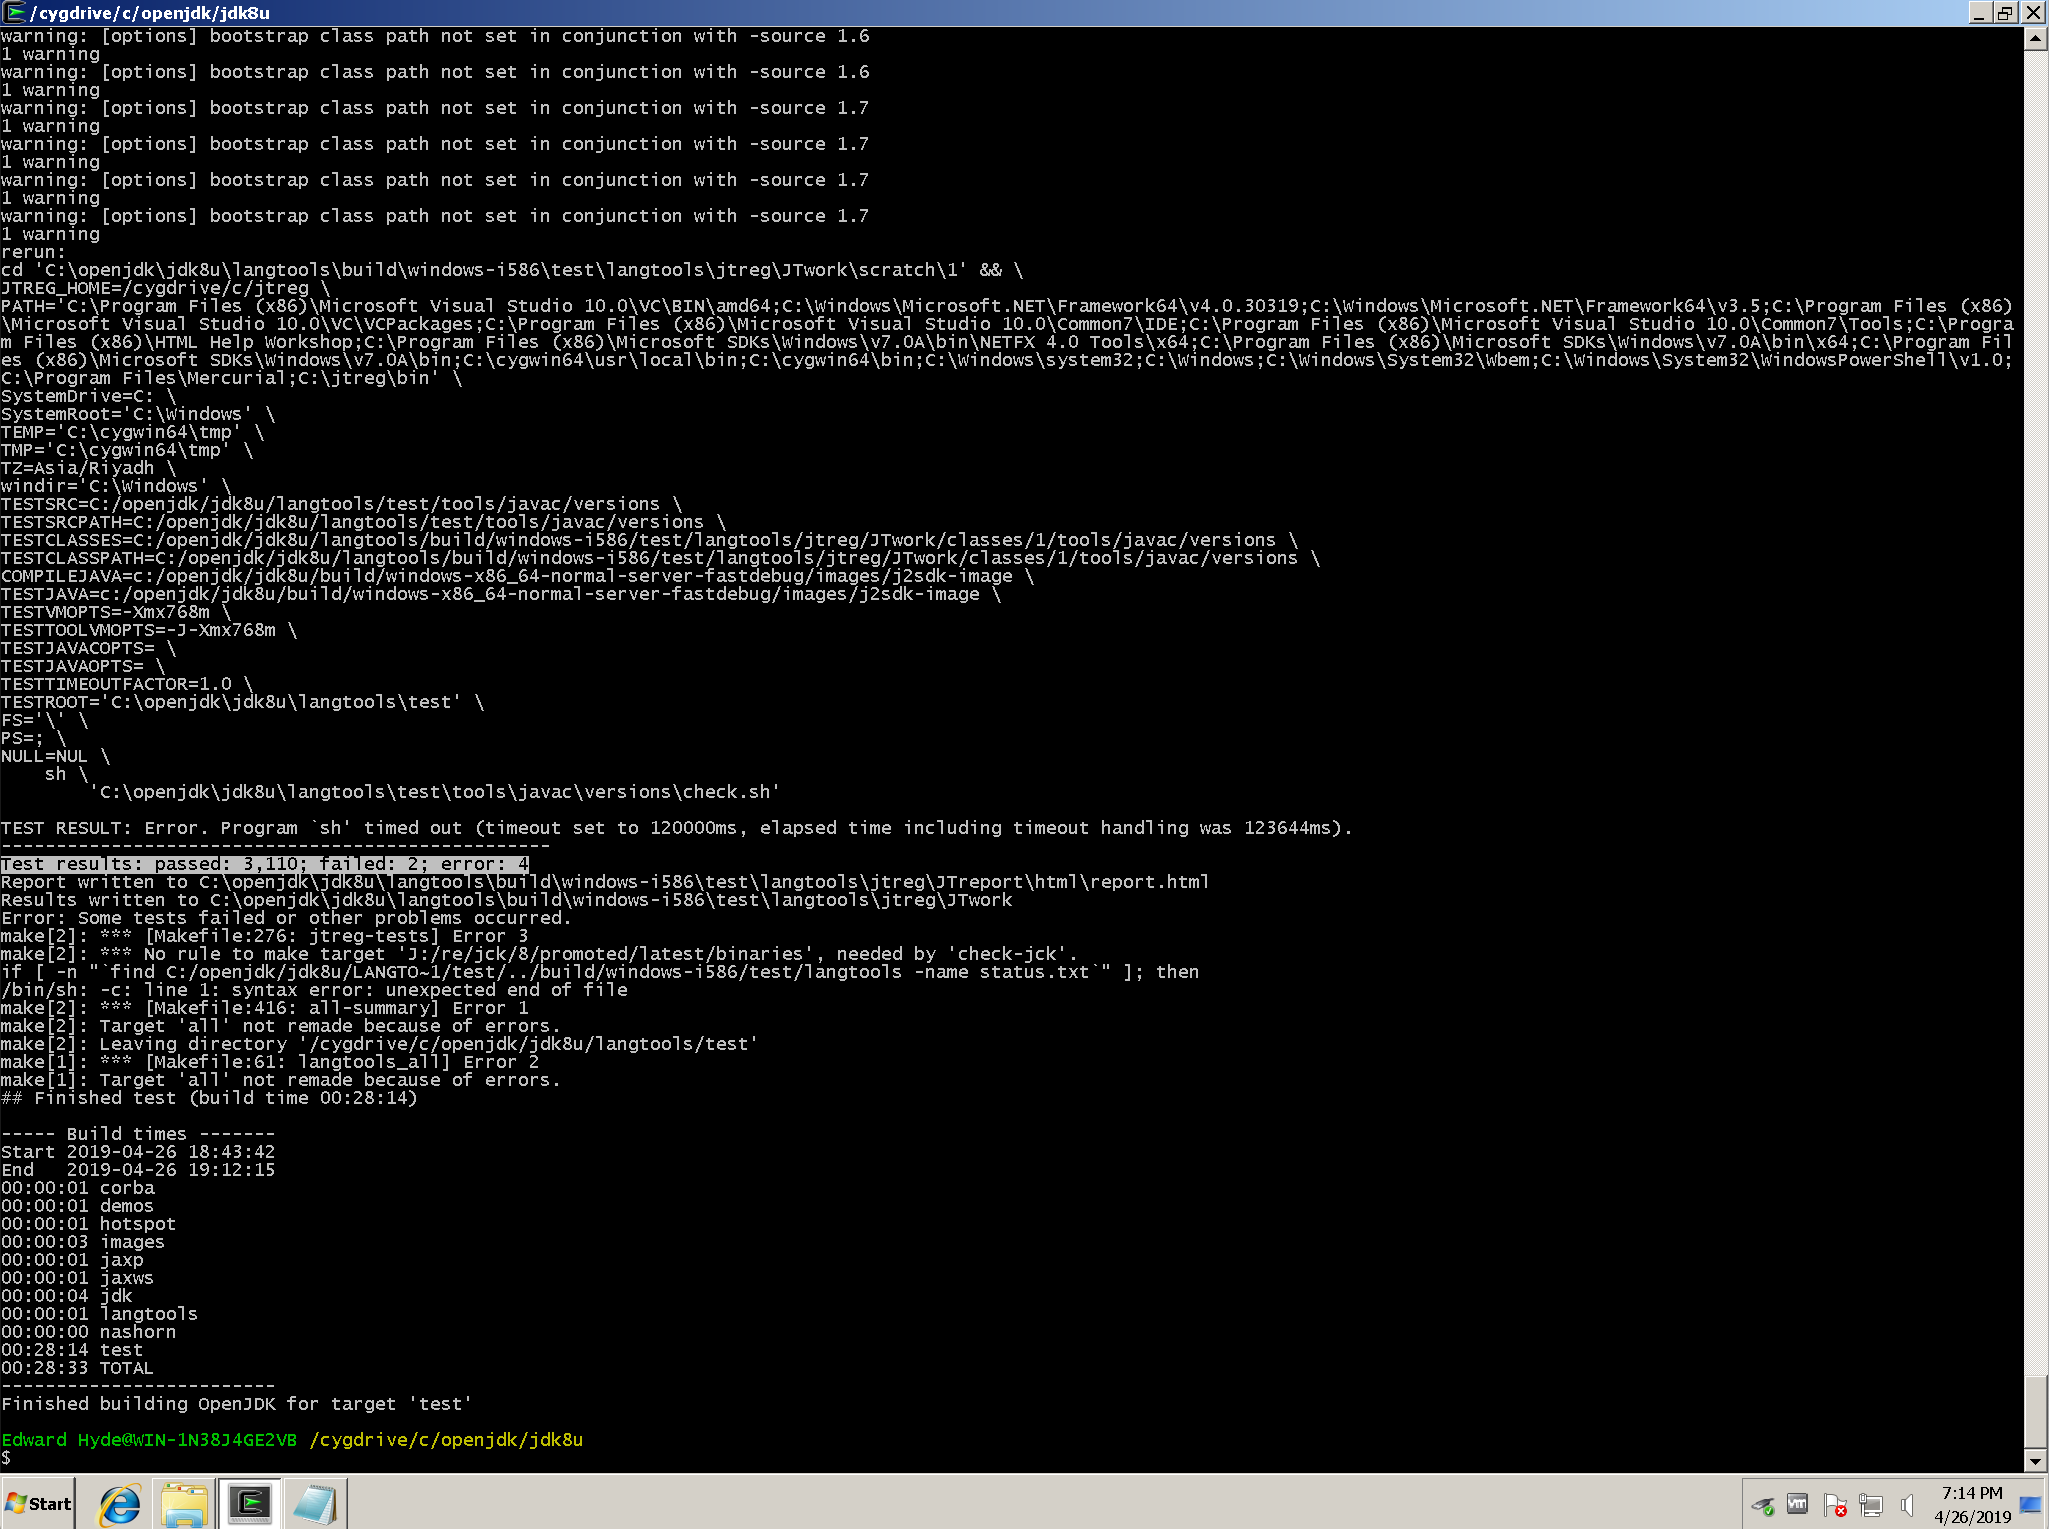 /cygdrive/c/openjdk/jdk8u
warning: [options] bootstrap class path not set in conjunction with -source 1.6
1 warning
warning: [options] bootstrap class path not set in conjunction with -source 1.6
1 warning
warning: [options] bootstrap class path not set in conjunction with -source 1.7
1 warning
warning: [options] bootstrap class path not set in conjunction with -source 1.7
1 warning
warning: [options] bootstrap class path not set in conjunction with -source 1.7
1 warning
warning: [options] bootstrap class path not set in conjunction with -source 1.7
1 warning
rerun:
cd 'C:\openjdk\jdk8u\langtools\build\windows-i586\test\langtools\jtreg\JTwork\scratch\1' && \
JTREG_HOME=/cygdrive/c/jtreg \
PATH='C:\Program Files (x86)\Microsoft Visual Studio 10.0\VC\BIN\amd64;C:\Windows\Microsoft.NET\Framework64\v4.0.30319;C:\Windows\Microsoft.NET\Framework64\v3.5;C:\Program Files (x86)
\Microsoft Visual Studio 10.0\VC\VCPackages;C:\Program Files (x86)\Microsoft Visual Studio 10.0\Common7\IDE;C:\Program Files (x86)\Microsoft Visual Studio 10.0\Common7\Tools;C:\Progra
m Files (x86)\HTML Help Workshop;C:\Program Files (x86)\Microsoft SDKs\Windows\v7.0A\bin\NETFX 4.0 Tools\x64;C:\Program Files (x86)\Microsoft SDKs\Windows\v7.0A\bin\x64;C:\Program Fil
es (x86)\Microsoft SDKs\Windows\v7.0A\bin;C:\cygwin64\usr\local\bin;C:\cygwin64\bin;C:\Windows\system32;C:\Windows;C:\Windows\System32\Wbem;C:\Windows\System32\WindowsPowerShell\v1.0;
C:\Program Files\Mercurial;C:\jtreg\bin' \
SystemDrive=C: \
SystemRoot='C:\Windows' \
TEMP='C:\cygwin64\tmp' \
TMP='C:\cygwin64\tmp' \
TZ=Asia/Riyadh \
windir='C:\Windows' \
TESTSRC=C:/openjdk/jdk8u/langtools/test/tools/javac/versions \
TESTSRCPATH=C:/openjdk/jdk8u/langtools/test/tools/javac/versions \
TESTCLASSES=C:/openjdk/jdk8u/langtools/build/windows-i586/test/langtools/jtreg/JTwork/classes/1/tools/javac/versions \
TESTCLASSPATH=C:/openjdk/jdk8u/langtools/build/windows-i586/test/langtools/jtreg/JTwork/classes/1/tools/javac/versions \
COMPILEJAVA=c:/openjdk/jdk8u/build/windows-x86_64-normal-server-fastdebug/images/j2sdk-image \
TESTJAVA=c:/openjdk/jdk8u/build/windows-x86_64-normal-server-fastdebug/images/j2sdk-image \
TESTVMOPTS=-Xmx768m \
TESTTOOLVMOPTS=-J-Xmx768m \
TESTJAVACOPTS= \
TESTJAVAOPTS= \
TESTTIMEOUTFACTOR=1.0 \
TESTROOT='C:\openjdk\jdk8u\langtools\test' \
FS='\' \
PS=; \
NULL=NUL \
sh \
'C:\openjdk\jdk8u\langtools\test\tools\javac\versions\check.sh'
TEST RESULT: Error. Program `sh' timed out (timeout set to 120000ms, elapsed time including timeout handling was 123644ms).
--------------------------------------------------
Test results: passed: 3,110; failed: 2; error: 4
Report written to C:\openjdk\jdk8u\langtools\build\windows-i586\test\langtools\jtreg\JTreport\html\report.html
Results written to C:\openjdk\jdk8u\langtools\build\windows-i586\test\langtools\jtreg\JTwork
Error: Some tests failed or other problems occurred.
make[2]: *** [Makefile:276: jtreg-tests] Error 3
make[2]: *** No rule to make target 'J:/re/jck/8/promoted/latest/binaries', needed by 'check-jck'.
if [ -n "`find C:/openjdk/jdk8u/LANGTO~1/test/../build/windows-i586/test/langtools -name status.txt`" ]; then
/bin/sh: -c: line 1: syntax error: unexpected end of file
make[2]: *** [Makefile:416: all-summary] Error 1
make[2]: Target 'all' not remade because of errors.
make[2]: Leaving directory '/cygdrive/c/openjdk/jdk8u/langtools/test'
make[1]: *** [Makefile:61: langtools_all] Error 2
make[1]: Target 'all' not remade because of errors.
## Finished test (build time 00:28:14)
----- Build times -------
Start 2019-04-26 18:43:42
End   2019-04-26 19:12:15
00:00:01 corba
00:00:01 demos
00:00:01 hotspot
00:00:03 images
00:00:01 jaxp
00:00:01 jaxws
00:00:04 jdk
00:00:01 langtools
00:00:00 nashorn
00:28:14 test
00:28:33 TOTAL
-------------------------
Finished building OpenJDK for target 'test'
Edward Hyde@WIN-1N38J4GE2VB /cygdrive/c/openjdk/jdk8u
$
Start
vm
7:14 PM
4/26/2019